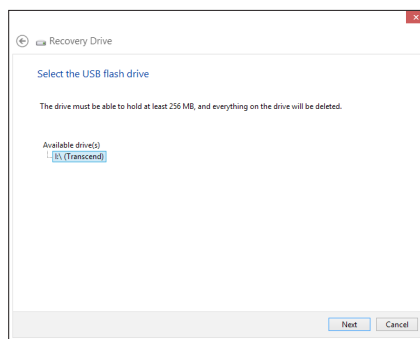 Recovery Drive
Select the USB flash drive
The drive must be able to hold at least 256 MB, and everything on the drive will be deleted.
Available drive(s)
I:\ (Transcend)
Next
Cancel